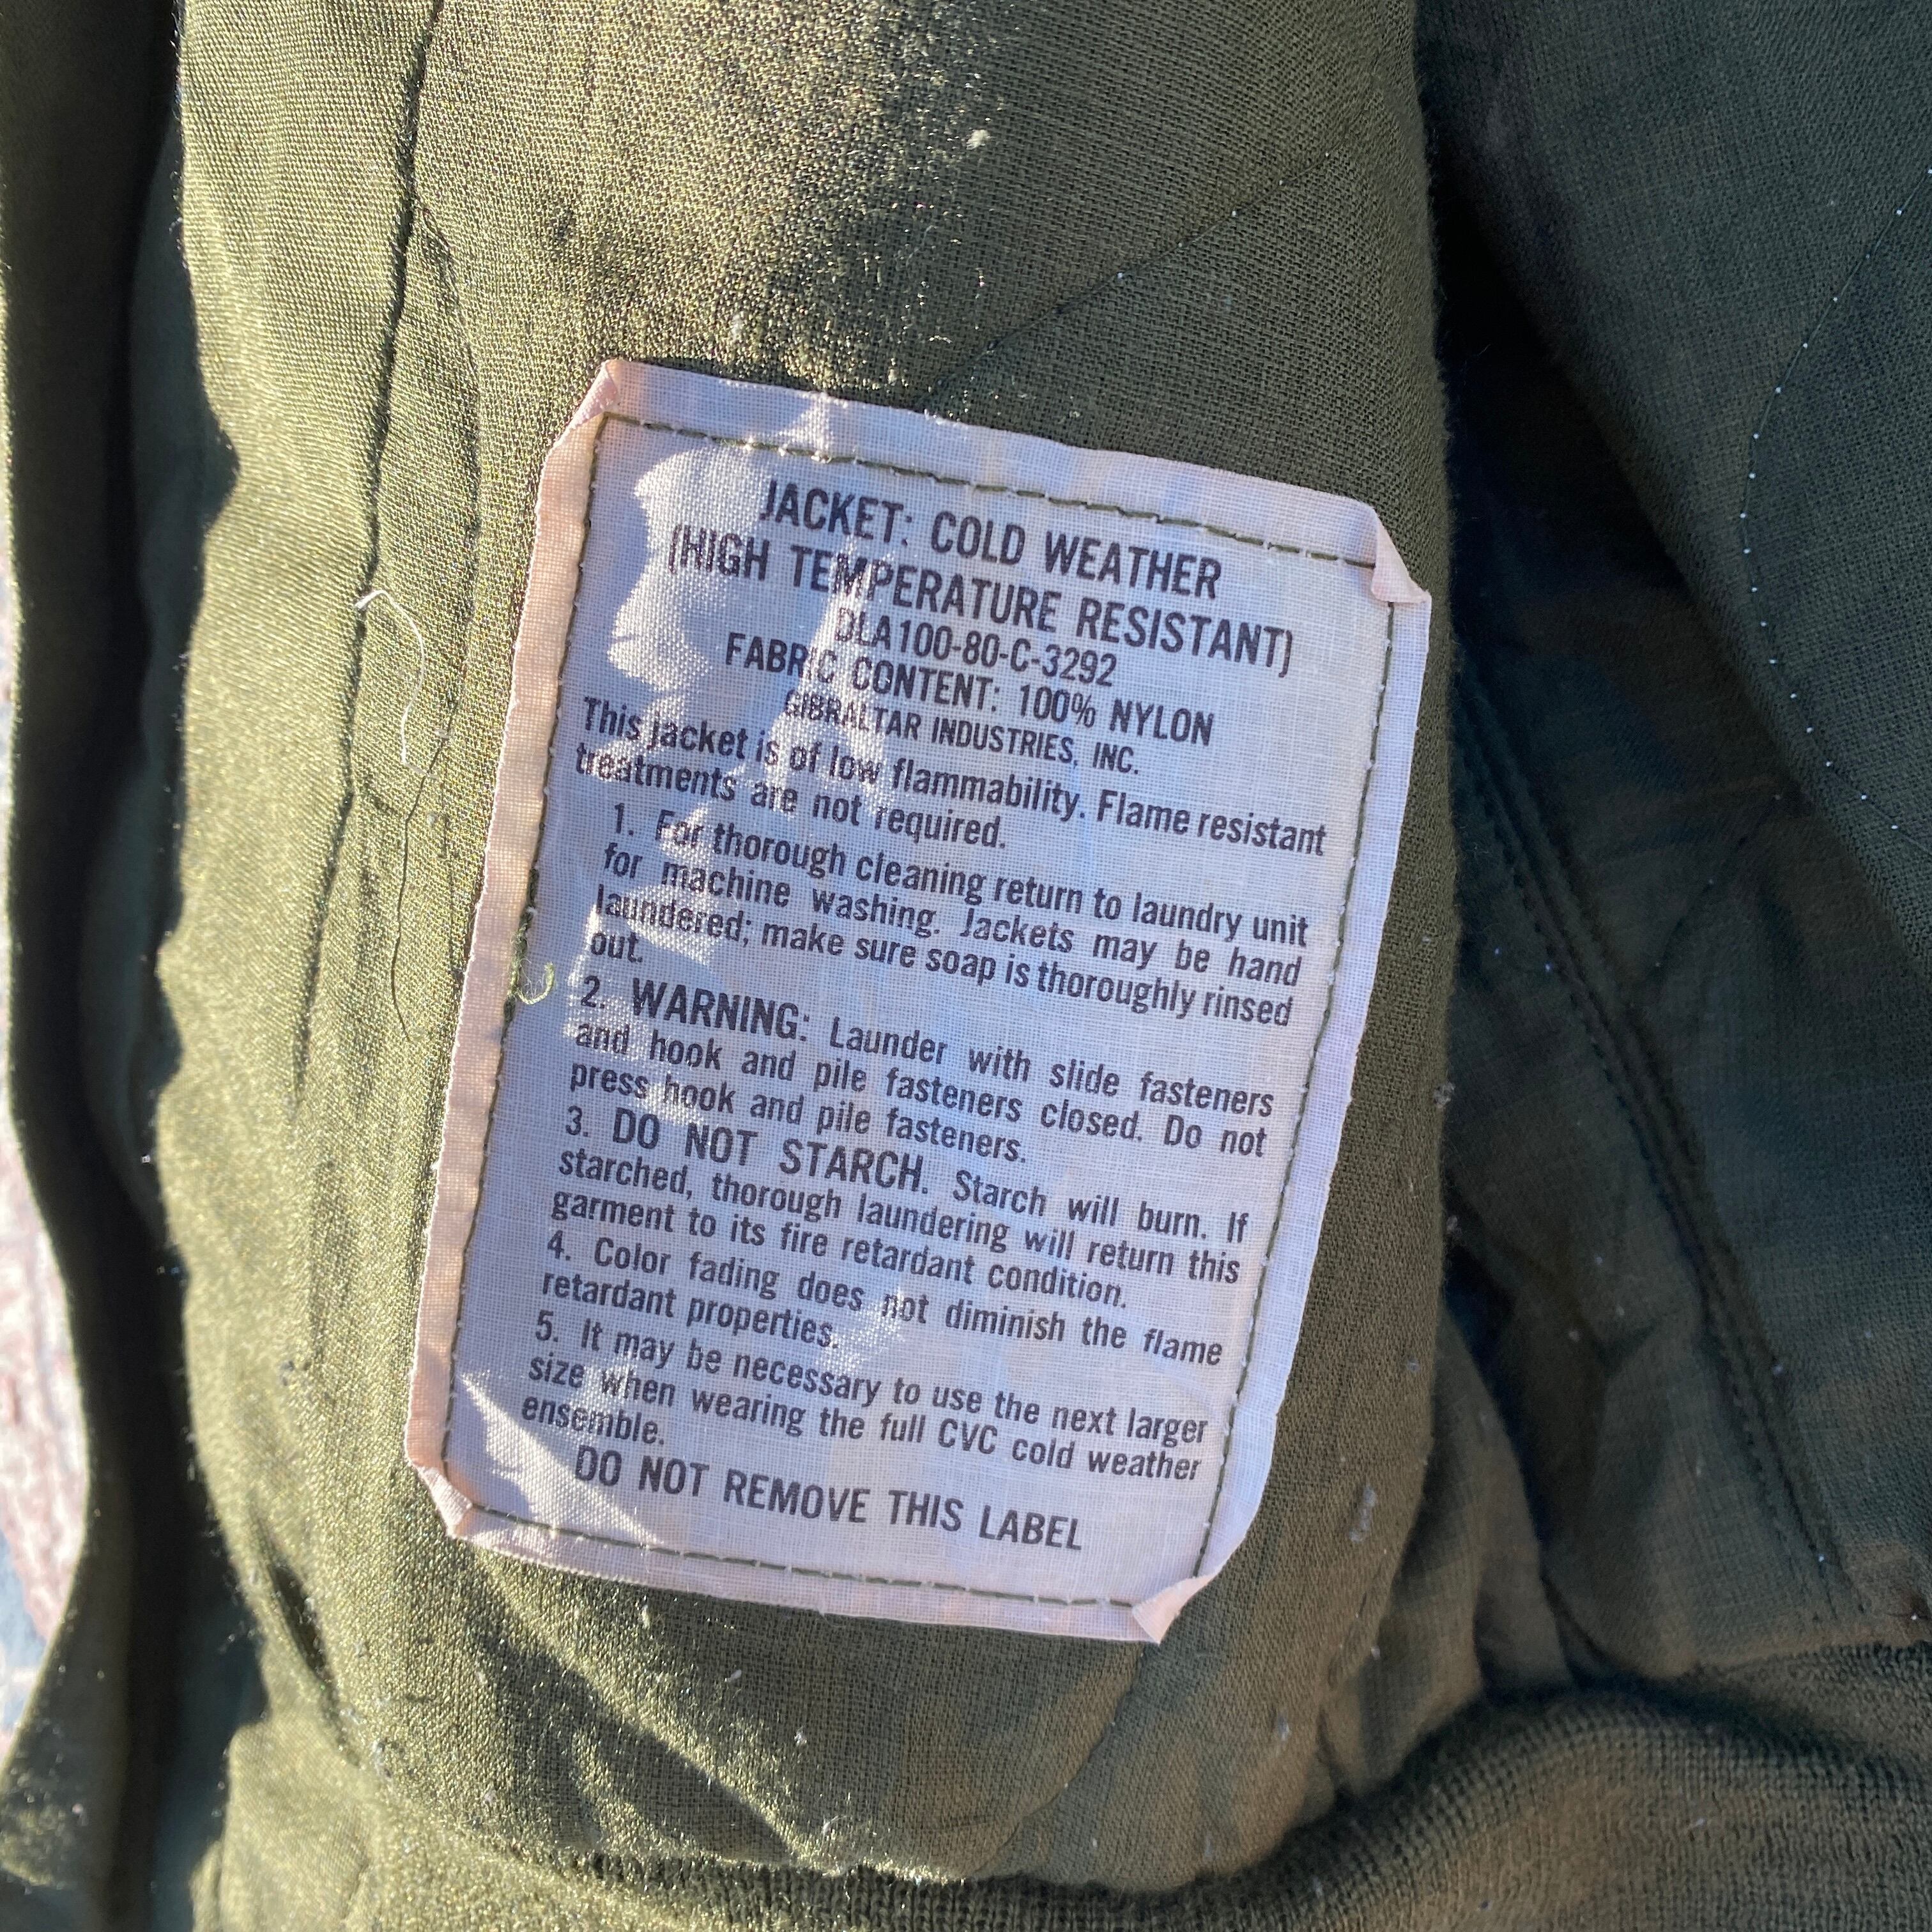 JACKET: COLD WEATHER
(HIGH TEMPERATURE RESISTANT)
DLA100-80-C-3292
FABRIC CONTENT: 100% NYLON
GIBRALTAR INDUSTRIES, INC.
This jacket is of low flammability. Flame resistant
treatments are not required.
1. For thorough cleaning return to laundry unit
for machine washing. Jackets may be hand
laundered; make sure soap is thoroughly rinsed
out.
2. WARNING: Launder with slide fasteners
and hook and pile fasteners closed. Do not
press hook and pile fasteners.
3. DO NOT STARCH. Starch will burn. If
starched, thorough laundering will return this
garment to its fire retardant condition.
4. Color fading does not diminish the flame
retardant properties.
5. It may be necessary to use the next larger
size when wearing the full CVC cold weather
ensemble.
DO NOT REMOVE THIS LABEL